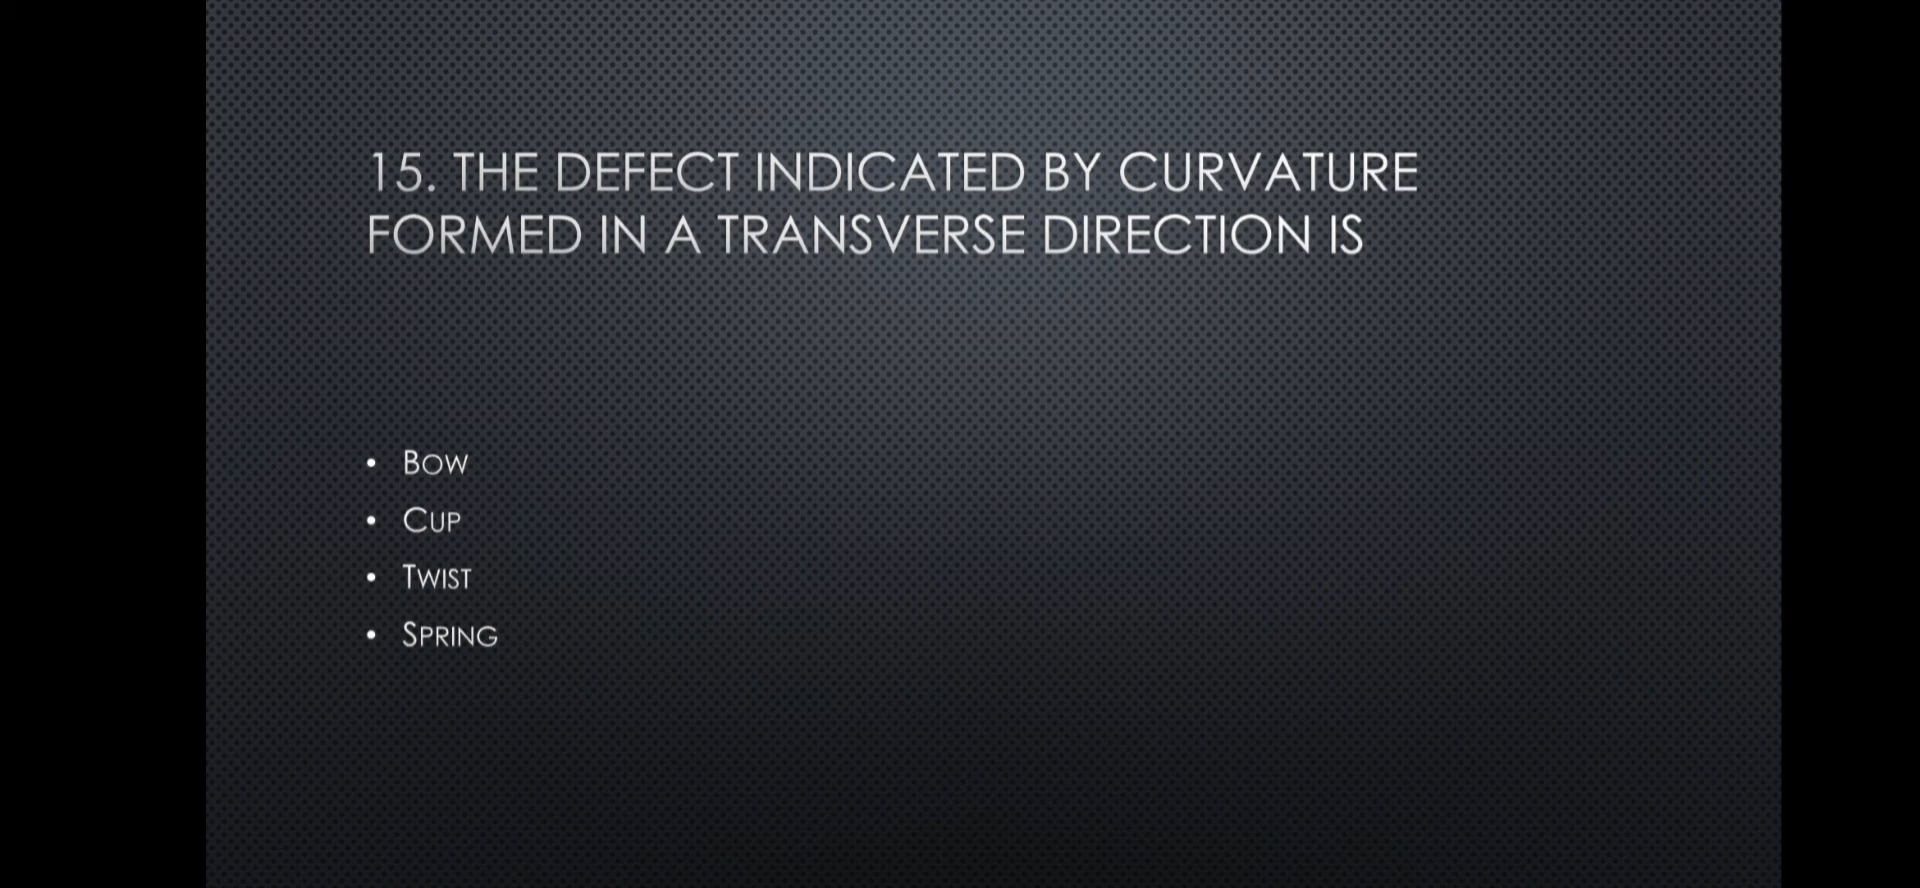 15. THE DEFECT INDICATED BY CURVATURE
FORMED IN A TRANSVERSE DIRECTION IS
• BOW
• CUP
• TWIST
• SPRING